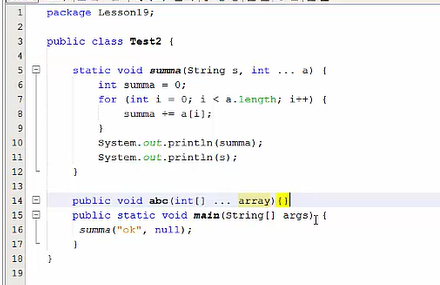 1 package Lesson19;
2
3 public class Test2 {
4
5 static void summa(String s, int ... a) {
6 int summa = 0;
7 for (int i = 0; i < a.length; i++) {
8 summa += a[i];
9 }
10 System.out.println(summa);
11 System.out.println(s);
12 }
13
14 public void abc(int[] ... array){}
15 public static void main(String[] args) {
16 summa("ok", null);
17 }
18 }
19